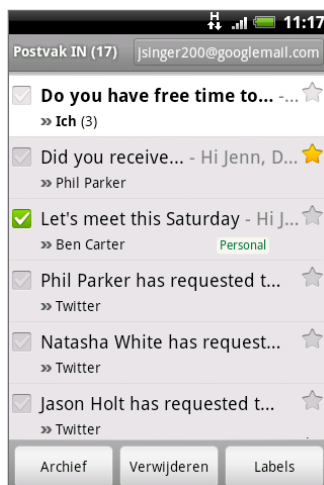 H 11:17
Postvak IN (17) jsinger200@googlemail.com
Do you have free time to... -...
» Ich (3)
Did you receive... - Hi Jenn, D...
» Phil Parker
Let's meet this Saturday - Hi J...
» Ben Carter Personal
Phil Parker has requested t...
» Twitter
Natasha White has request...
» Twitter
Jason Holt has requested t...
» Twitter
Archief Verwijderen Labels